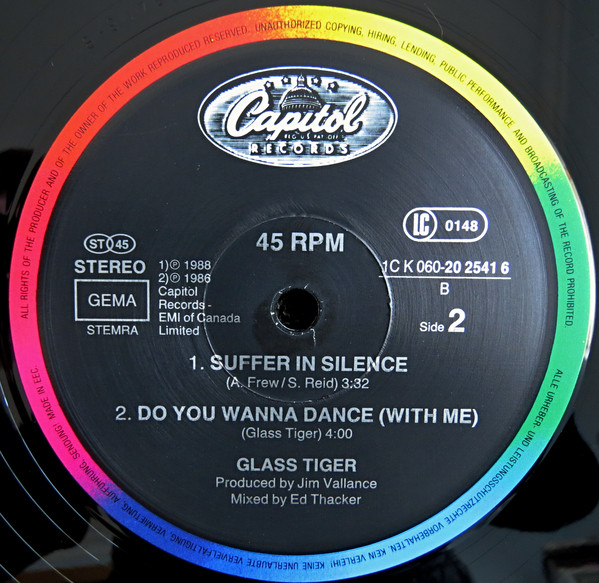 ALL RIGHTS OF THE PRODUCER AND OF THE OWNER OF THE WORK REPRODUCED RESERVED. UNAUTHORIZED COPYING, HIRING, LENDING, PUBLIC PERFORMANCE AND BROADCASTING OF THE RECORD PROHIBITED.
Capitol
RECORDS
LC 0148
45 RPM
ST 45
STEREO
GEMA
STEMRA
1) ℗ 1988
2) ℗ 1986
Capitol
Records -
EMI of Canada
Limited
1C K 060-20 2541 6
B
Side 2
1. SUFFER IN SILENCE
(A. Frew/S. Reid) 3:32
2. DO YOU WANNA DANCE (WITH ME)
(Glass Tiger) 4:00
GLASS TIGER
Produced by Jim Vallance
Mixed by Ed Thacker
ALLE URHEBER- UND LEISTUNGSSCHUTZRECHTE VORBEHALTEN. KEIN VERLEIH! KEINE UNERLAUBTE VERVIELFÄLTIGUNG, VERMIETUNG, AUFFÜHRUNG, SENDUNG! MADE IN EEC.